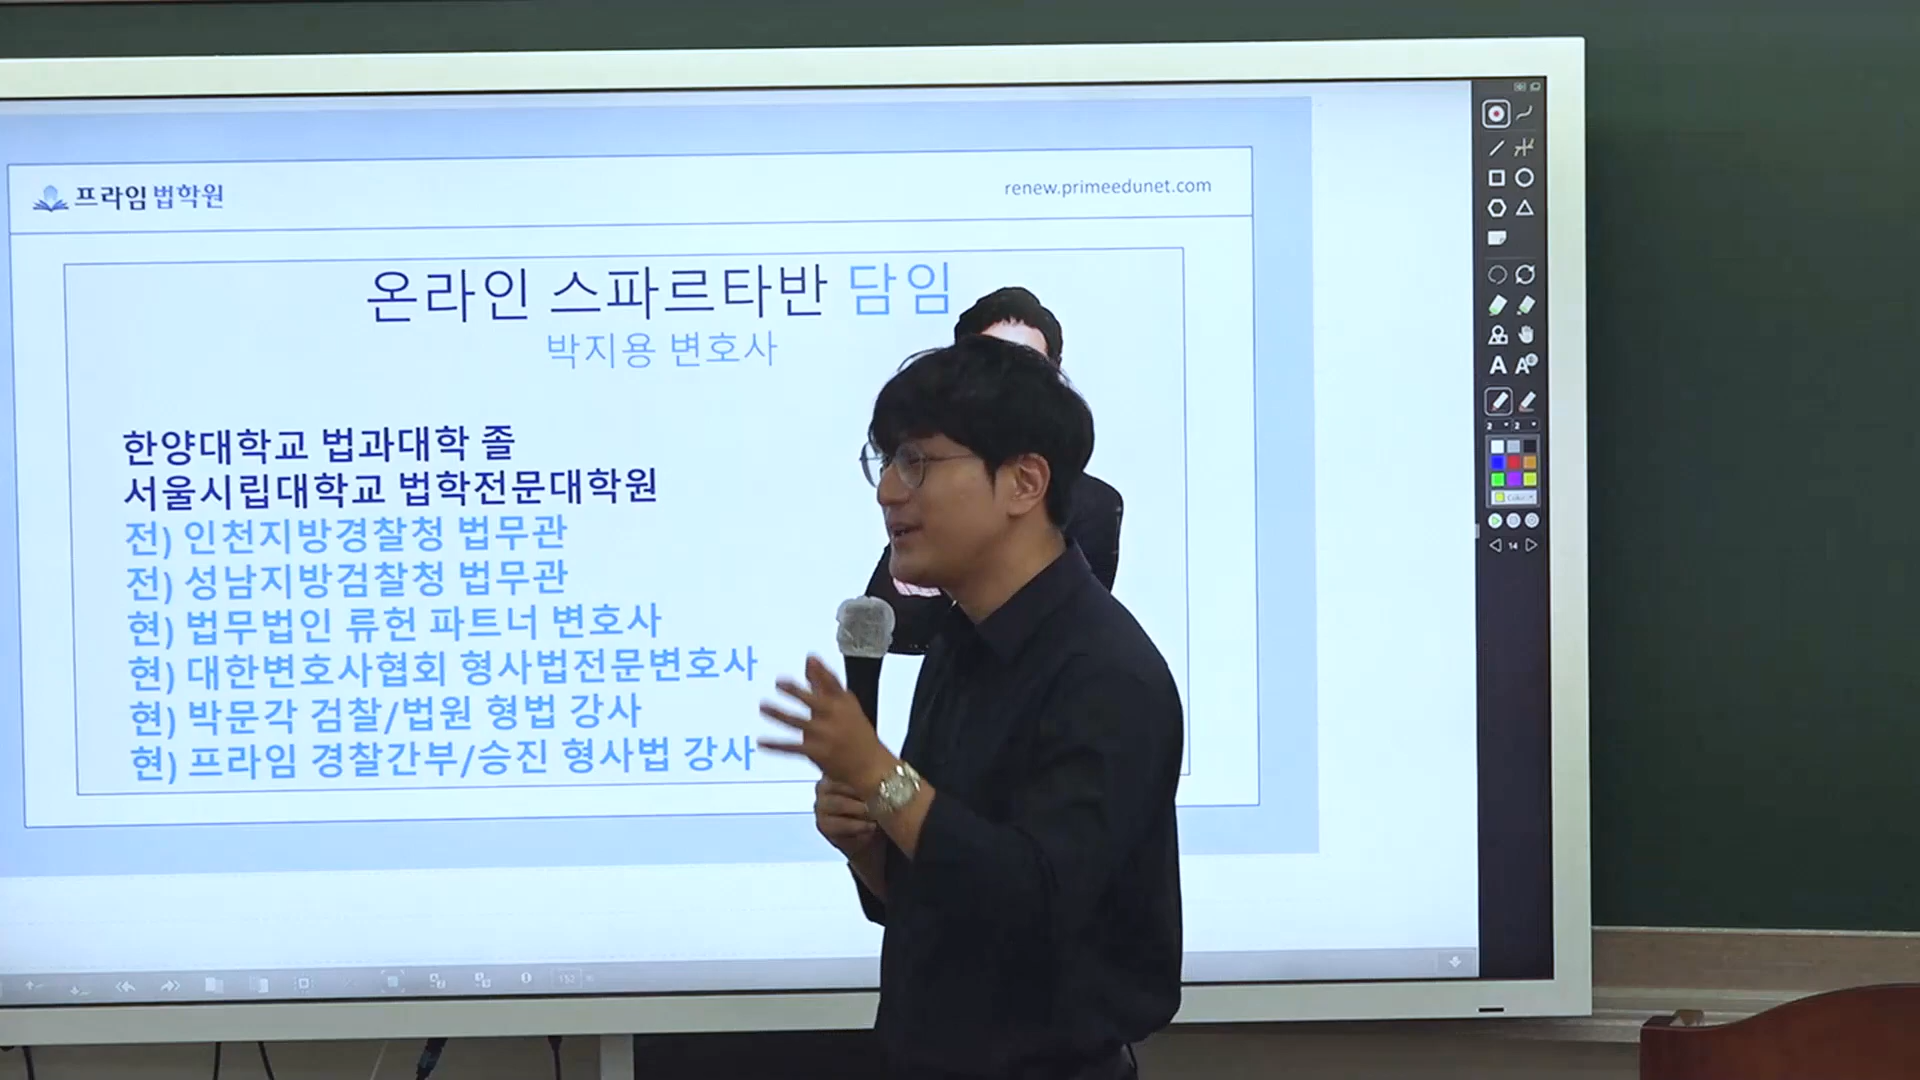 프라임법학원
renew.primeedunet.com
온라인 스파르타반 담임
박지용 변호사
한양대학교 법과대학 졸
서울시립대학교 법학전문대학원
전) 인천지방경찰청 법무관
전) 성남지방검찰청 법무관
현) 법무법인 류헌 파트너 변호사
현) 대한변호사협회 형사법전문변호사
현) 박문각 검찰/법원 형법 강사
현) 프라임 경찰간부/승진 형사법 강사
A A
2 2
14